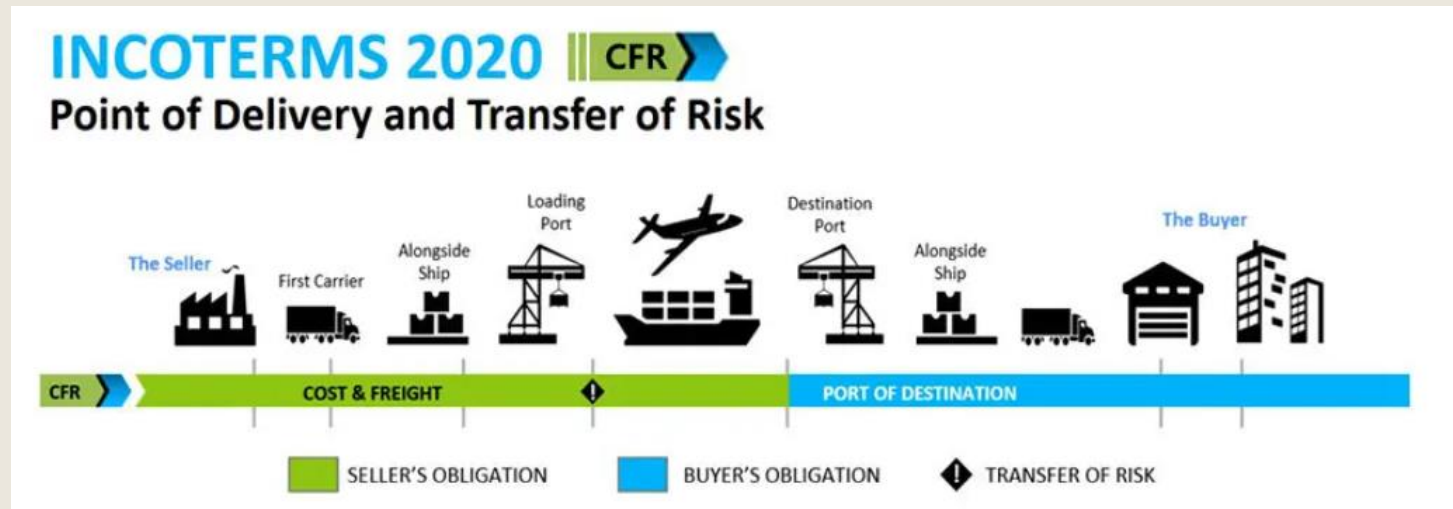 INCOTERMS 2020 CFR
Point of Delivery and Transfer of Risk
The Seller
First Carrier
Alongside
Ship
Loading
Port
Destination
Port
Alongside
Ship
The Buyer
CFR COST & FREIGHT PORT OF DESTINATION
SELLER'S OBLIGATION BUYER'S OBLIGATION TRANSFER OF RISK